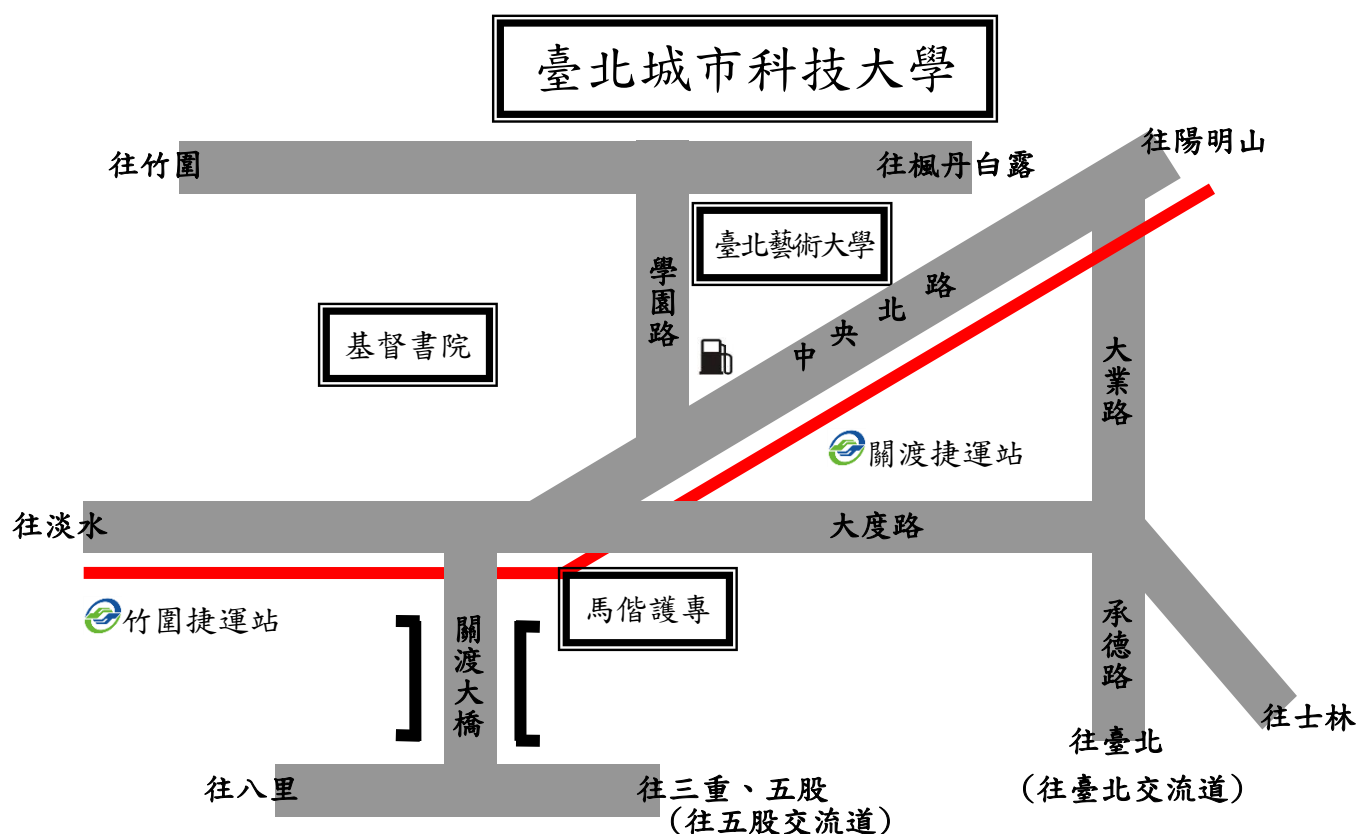 臺北城市科技大學
往竹圍
往楓丹白露
往陽明山
臺北藝術大學
學園路
中央北路
基督書院
大業路
關渡捷運站
往淡水
大度路
竹圍捷運站
關渡大橋
馬偕護專
承德路
往士林
往臺北
(往臺北交流道)
往八里
往三重、五股
(往五股交流道)